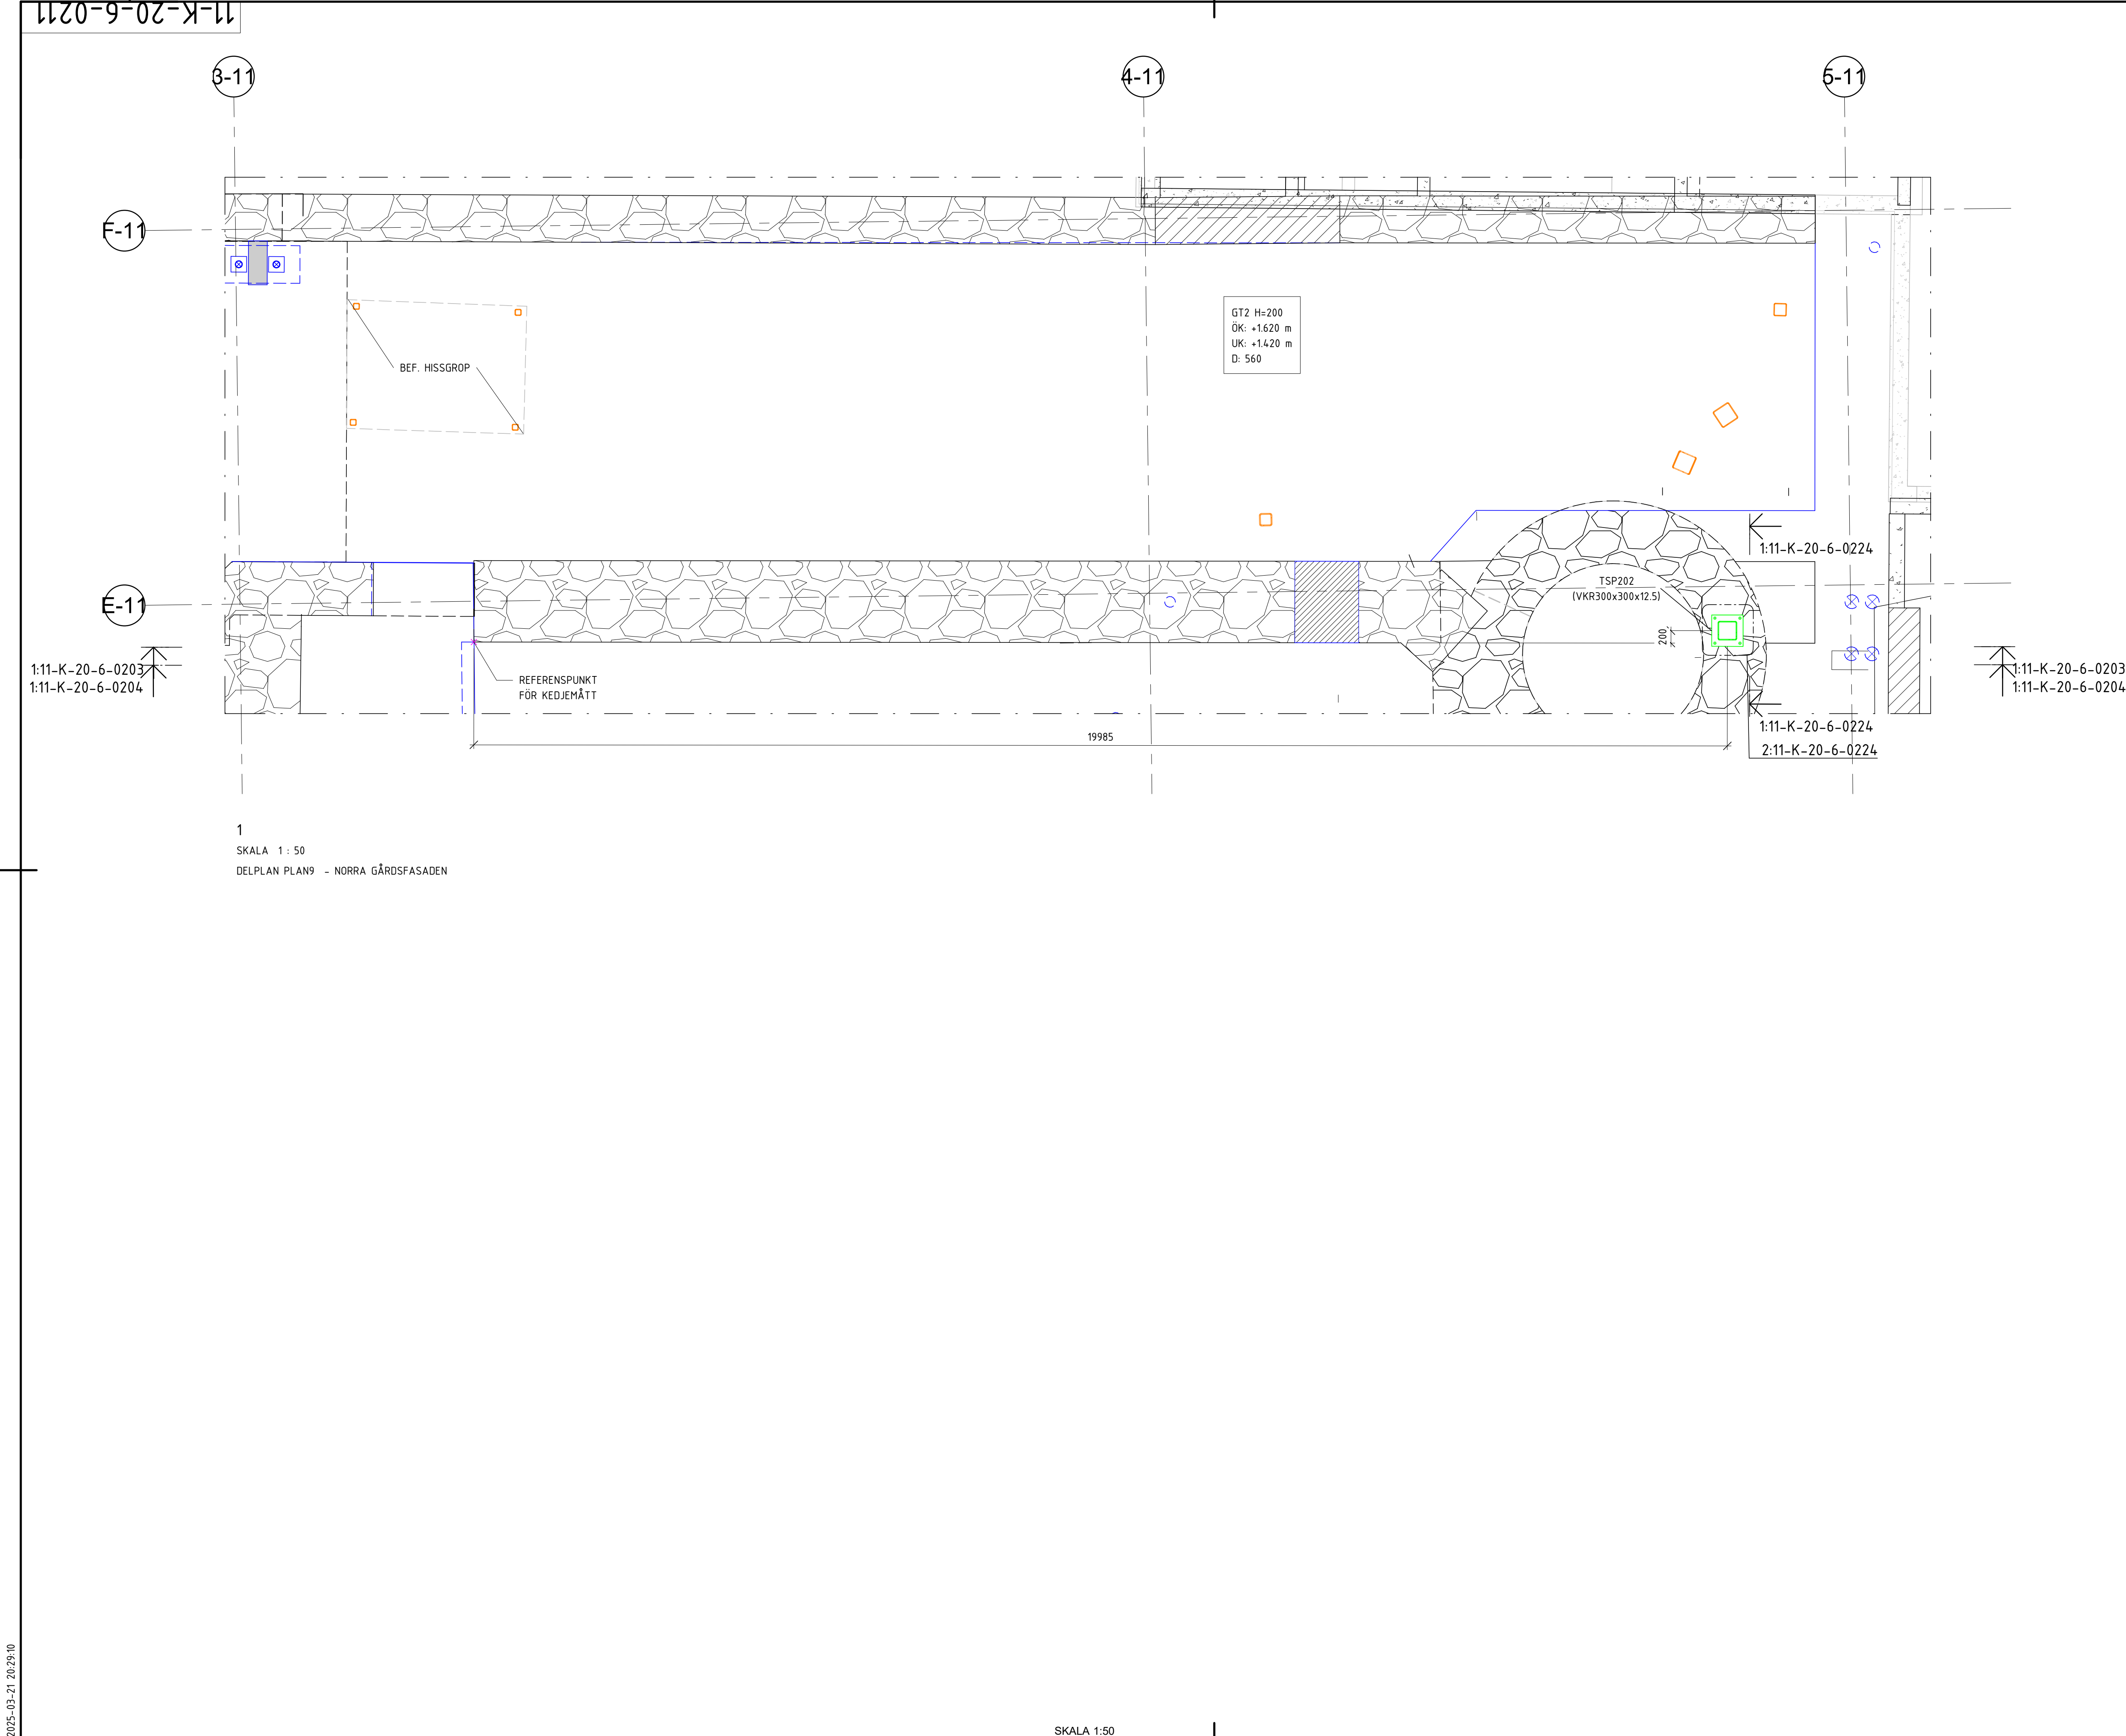 11-K-20-6-0211
3-11
4-11
5-11
F-11
GT2 H=200
ÖK: +1.620 m
UK: +1.420 m
D: 560
BEF. HISSGROP
1:11-K-20-6-0224
TSP202
(VKR300x300x12.5)
E-11
200
1:11-K-20-6-0203
1:11-K-20-6-0204
REFERENSPUNKT
FÖR KEDJEMÅTT
1:11-K-20-6-0203
1:11-K-20-6-0204
1:11-K-20-6-0224
19985
2:11-K-20-6-0224
1
SKALA 1 : 50
DELPLAN PLAN9 - NORRA GÅRDSFASADEN
2025-03-21 20:29:10
SKALA 1:50